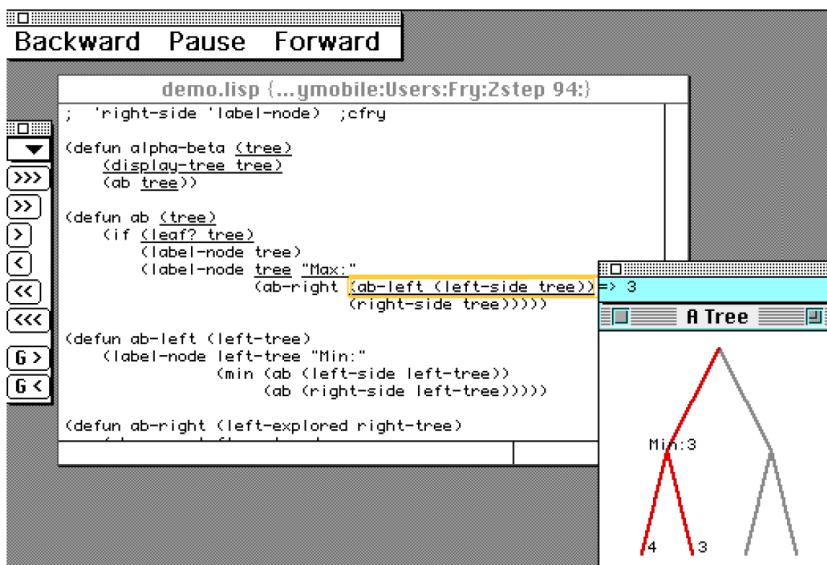 Backward Pause Forward
demo.lisp {...ymobile:Users:Fry:Zstep 94:}
; 'right-side 'label-node) ;cfry
(defun alpha-beta (tree)
(display-tree tree)
(ab tree))
(defun ab (tree)
(if (leaf? tree)
(label-node tree)
(label-node tree "Max:"
(ab-right (ab-left (left-side tree))
(right-side tree)))))
(defun ab-left (left-tree)
(label-node left-tree "Min:"
(min (ab (left-side left-tree))
(ab (right-side left-tree)))))
(defun ab-right (left-explored right-tree)
>>>
>>
>
<
<<
<<<
G >
G <
=> 3
A Tree
Min:3
4 3